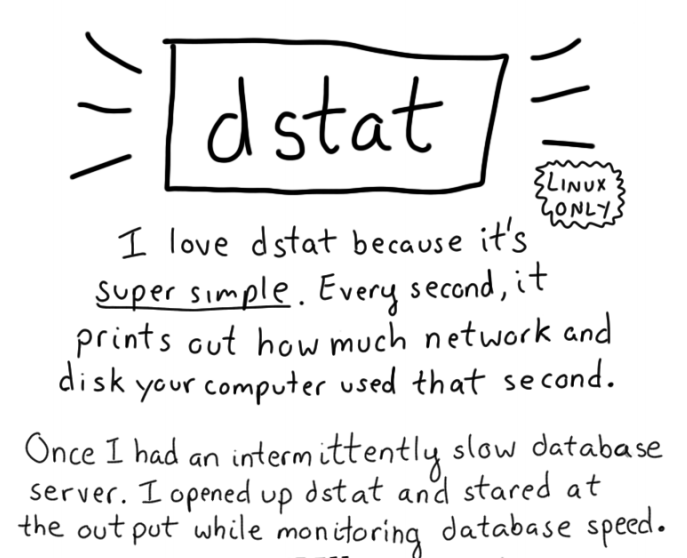 dstat
LINUX
ONLY
I love dstat because it's
super simple. Every second, it
prints out how much network and
disk your computer used that second.
Once I had an intermittently slow database
server. I opened up dstat and stared at
the output while monitoring database speed.